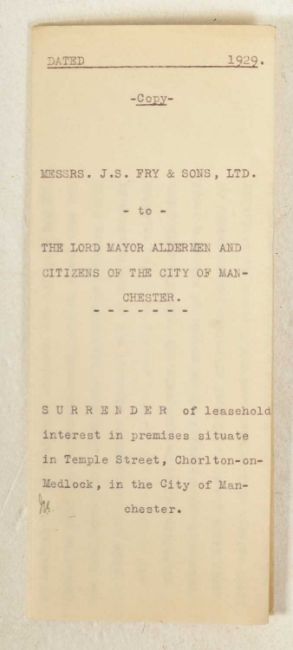 DATED 1929.
-Copy-
MESSRS. J.S. FRY & SONS, LTD.
- to -
THE LORD MAYOR ALDERMEN AND
CITIZENS OF THE CITY OF MAN-
CHESTER.
- - - - - - -
S U R R E N D E R of leasehold
interest in premises situate
in Temple Street, Chorlton-on-
Medlock, in the City of Man-
chester.